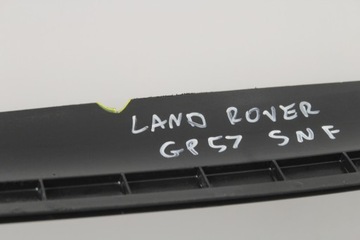 LAND ROVER
GP57 SNF